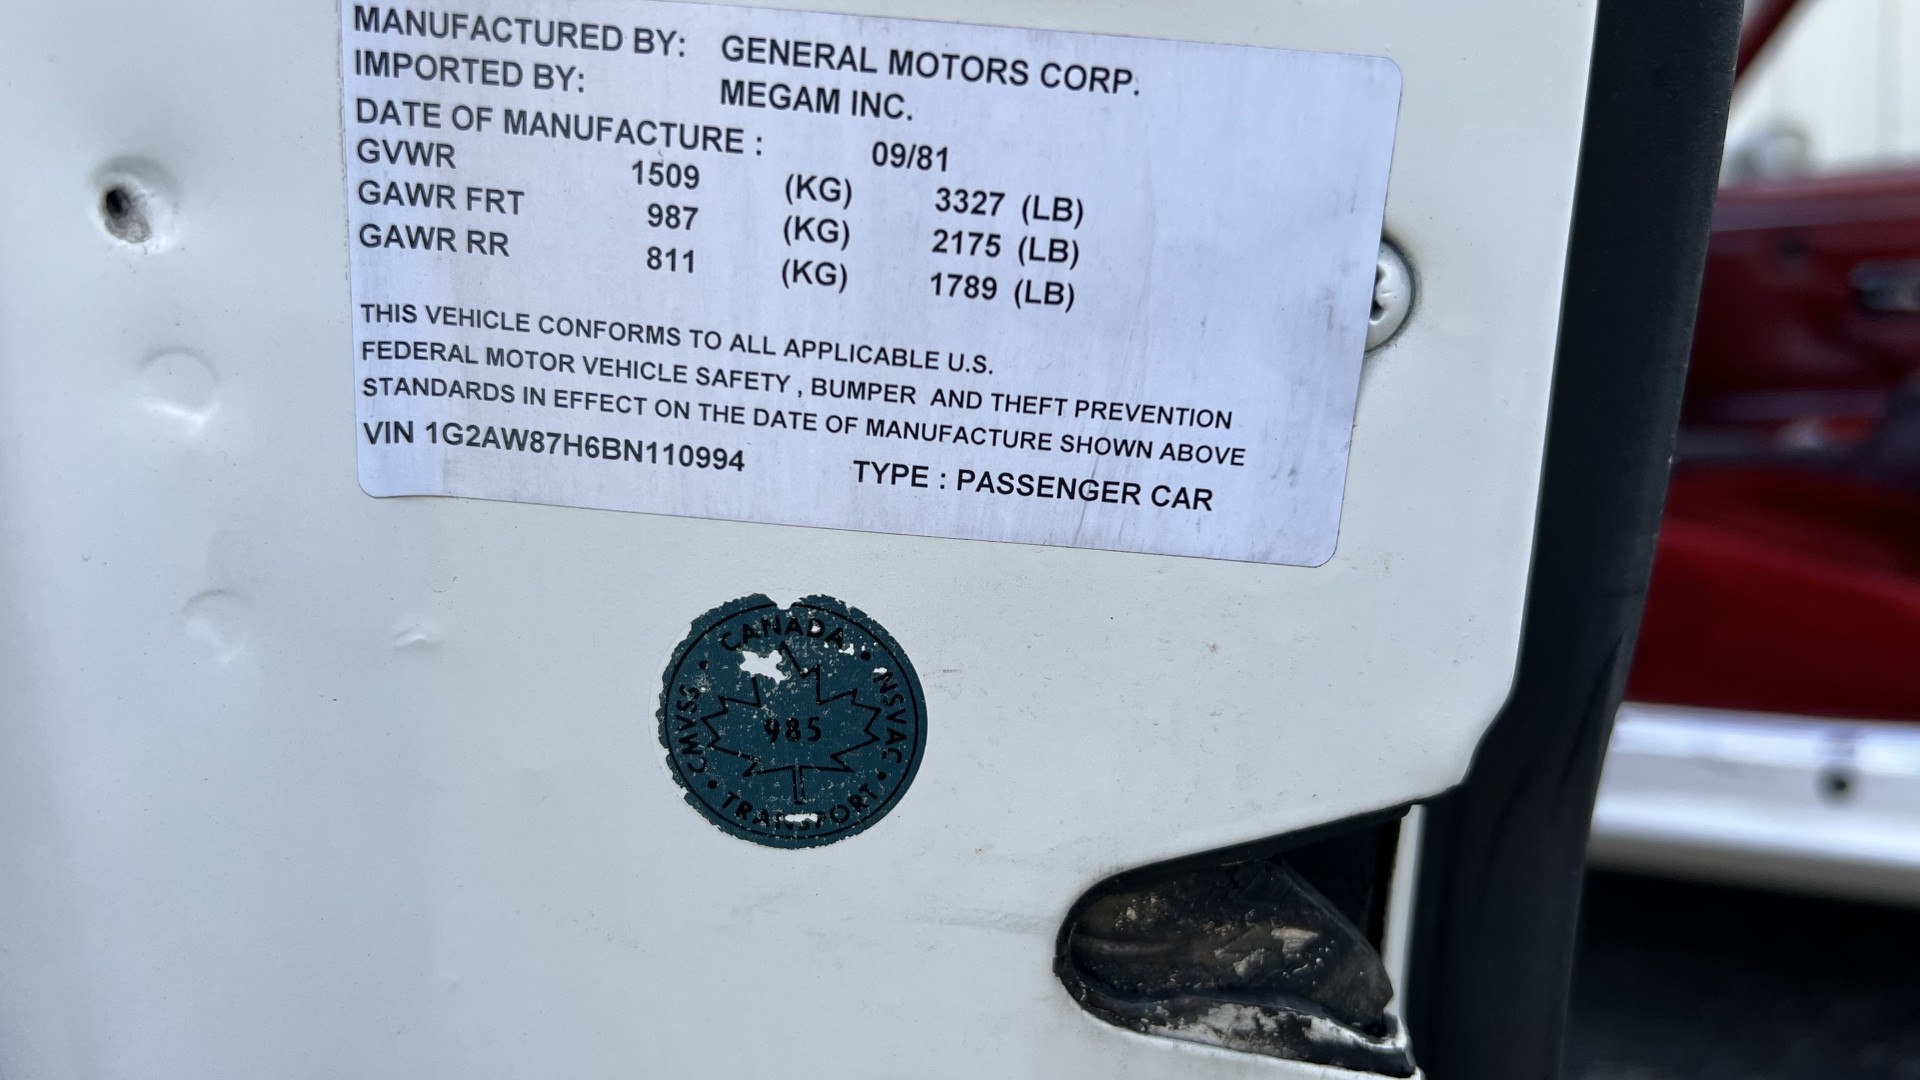 MANUFACTURED BY: GENERAL MOTORS CORP.
IMPORTED BY: MEGAM INC.
DATE OF MANUFACTURE : 09/81
GVWR 1509 (KG) 3327 (LB)
GAWR FRT 987 (KG) 2175 (LB)
GAWR RR 811 (KG) 1789 (LB)
THIS VEHICLE CONFORMS TO ALL APPLICABLE U.S.
FEDERAL MOTOR VEHICLE SAFETY , BUMPER AND THEFT PREVENTION
STANDARDS IN EFFECT ON THE DATE OF MANUFACTURE SHOWN ABOVE
VIN 1G2AW87H6BN110994 TYPE : PASSENGER CAR
CANADA • NSVAC •
985
CMVSS • TRANSPORT